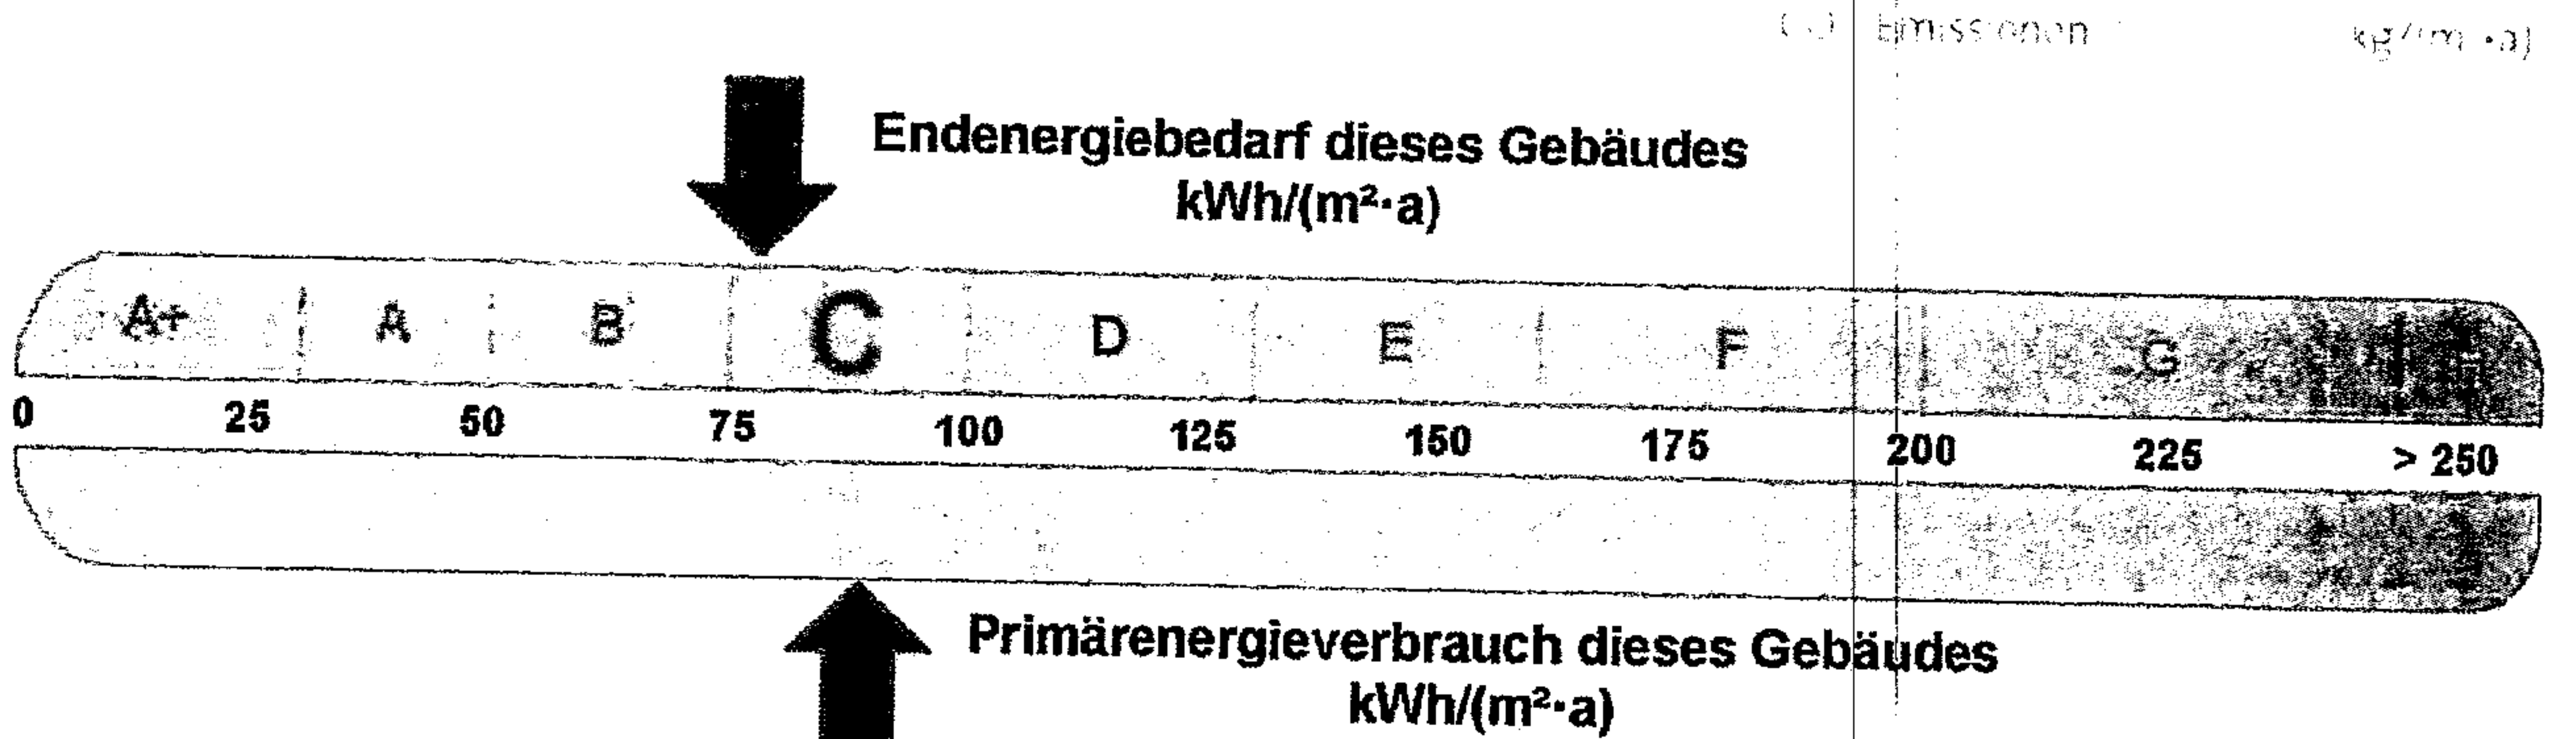 Emissionen kg/(m ·a)
Endenergiebedarf dieses Gebäudes
kWh/(m²·a)
A+ A B C D E F G
0 25 50 75 100 125 150 175 200 225 > 250
Primärenergieverbrauch dieses Gebäudes
kWh/(m²·a)